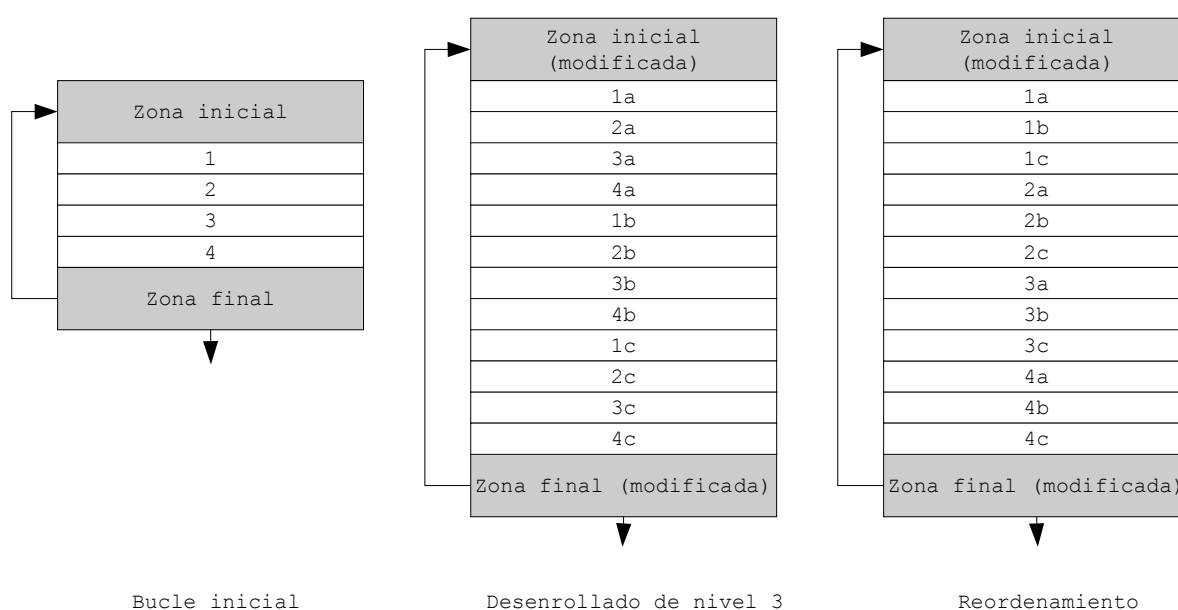 Zona inicial
1
2
3
4
Zona final
Bucle inicial
Zona inicial
(modificada)
1a
2a
3a
4a
1b
2b
3b
4b
1c
2c
3c
4c
Zona final (modificada)
Desenrollado de nivel 3
Zona inicial
(modificada)
1a
1b
1c
2a
2b
2c
3a
3b
3c
4a
4b
4c
Zona final (modificada)
Reordenamiento